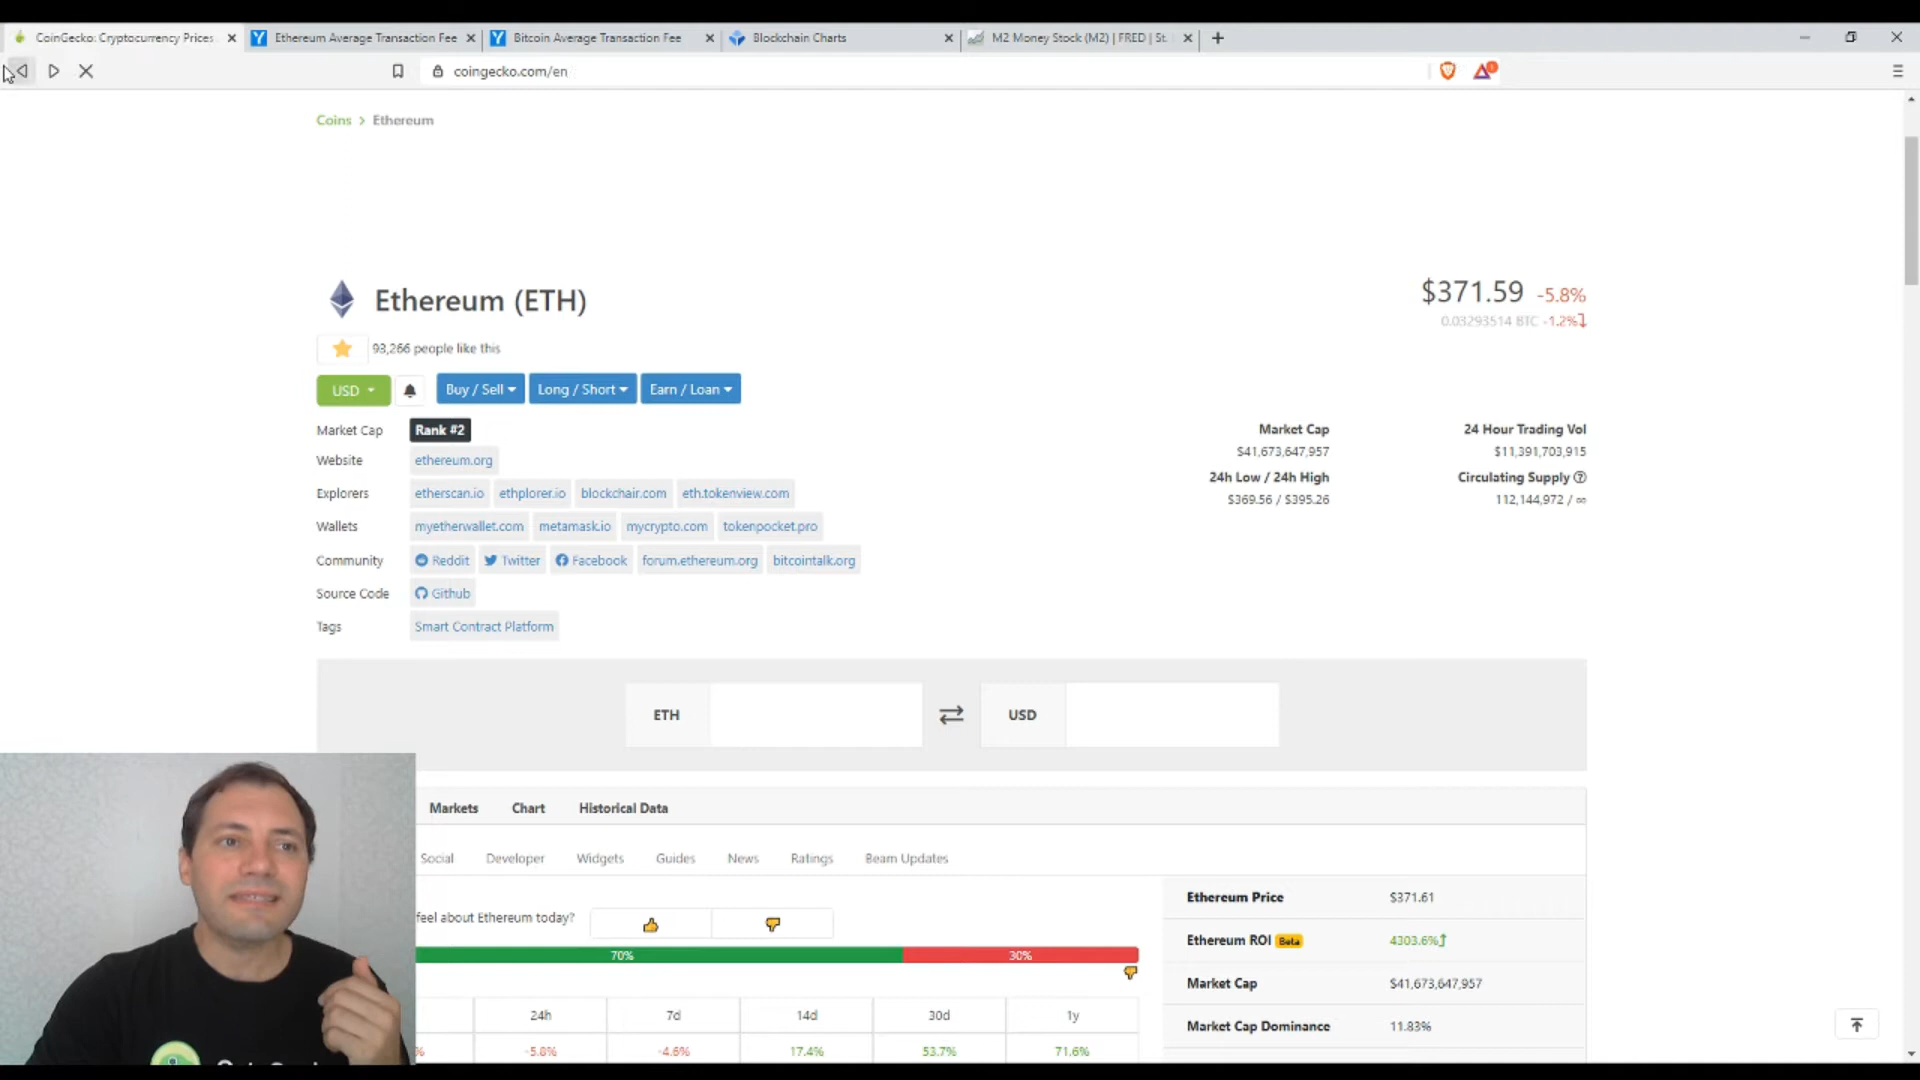 CoinGecko: Cryptocurrency Prices
Ethereum Average Transaction Fee
Bitcoin Average Transaction Fee
Blockchain Charts
M2 Money Stock (M2) | FRED | St.
coingecko.com/en
Coins > Ethereum
Ethereum (ETH)
$371.59 -5.8%
0.03293514 BTC -1.2%
93,266 people like this
USD
Buy / Sell
Long / Short
Earn / Loan
Market Cap Rank #2
Website ethereum.org
Explorers etherscan.io ethplorer.io blockchair.com eth.tokenview.com
Wallets myetherwallet.com metamask.io mycrypto.com tokenpocket.pro
Community Reddit Twitter Facebook forum.ethereum.org bitcointalk.org
Source Code Github
Tags Smart Contract Platform
Market Cap
$41,673,647,957
24 Hour Trading Vol
$11,391,703,915
24h Low / 24h High
$369.56 / $395.26
Circulating Supply
112,144,972 / ∞
ETH
USD
Markets Chart Historical Data
Social Developer Widgets Guides News Ratings Beam Updates
feel about Ethereum today?
70% 30%
24h 7d 14d 30d 1y
% -5.8% -4.6% 17.4% 53.7% 71.6%
Ethereum Price $371.61
Ethereum ROI Beta 4303.6%
Market Cap $41,673,647,957
Market Cap Dominance 11.83%